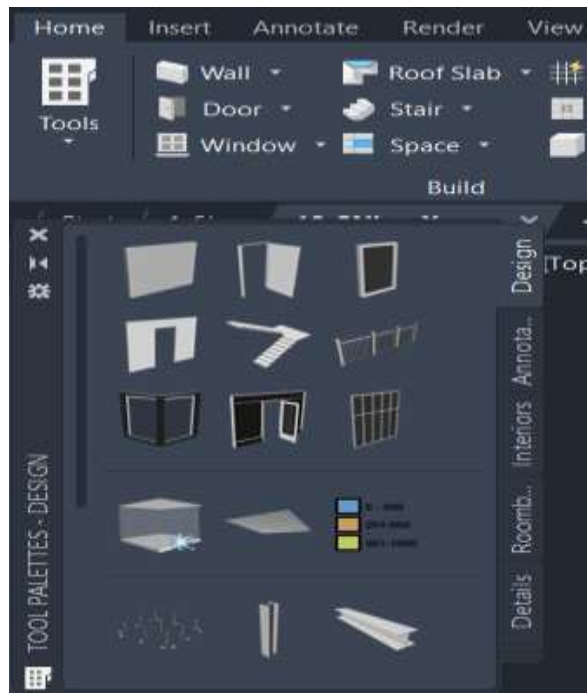 Home Insert Annotate Render View
Wall Roof Slab
Tools Door Stair
Window Space
Build
[Top
Design
Annota...
Interiors
Roomb...
Details
TOOL PALETTES - DESIGN